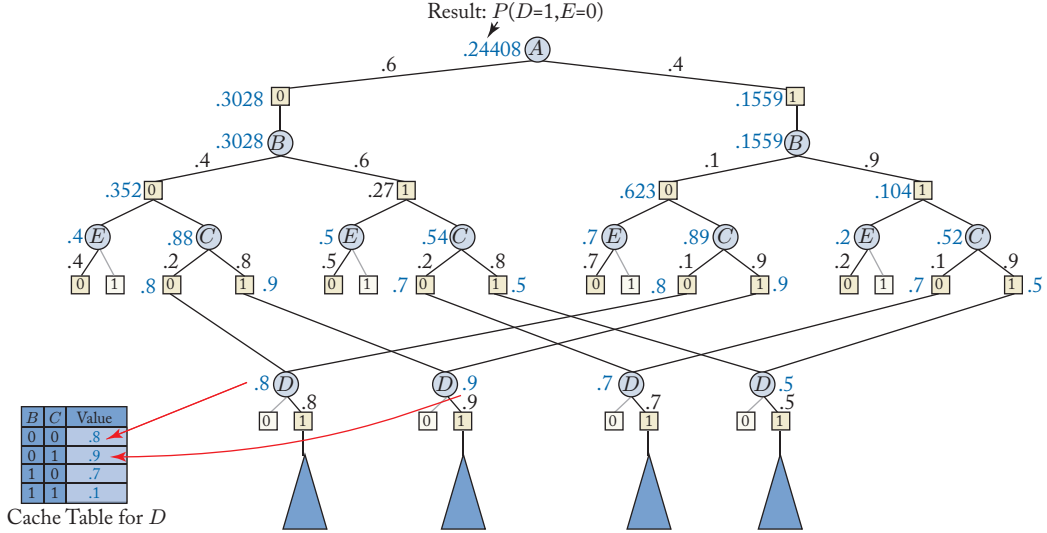 Result: P(D=1,E=0)
.24408 A
.6 .4
.3028 0 .1559 1
.3028 B .1559 B
.4 .6 .1 .9
.352 0 .27 1 .623 0 .104 1
.4 E .88 C .5 E .54 C .7 E .89 C .2 E .52 C
.4 .2 .8 .5 .2 .8 .7 .1 .9 .2 .1 .9
0 1 .8 0 1 .9 0 1 .7 0 1 .5 0 1 .8 0 1 .9 0 1 .7 0 1 .5
.8 D D .9 .7 D D .5
.8 .9 .7 .5
0 1 0 1 0 1 0 1
B C Value
0 0 .8
0 1 .9
1 0 .7
1 1 .1
Cache Table for D